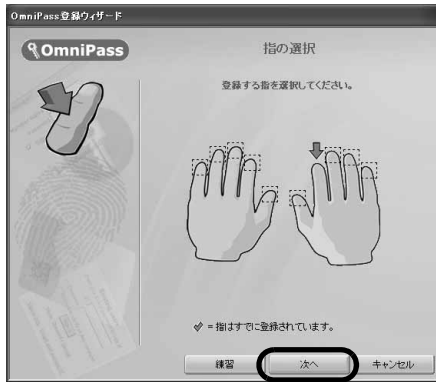 OmniPass登録ウィザード
OmniPass
指の選択
登録する指を選択してください。
= 指はすでに登録されています。
練習
次へ
キャンセル